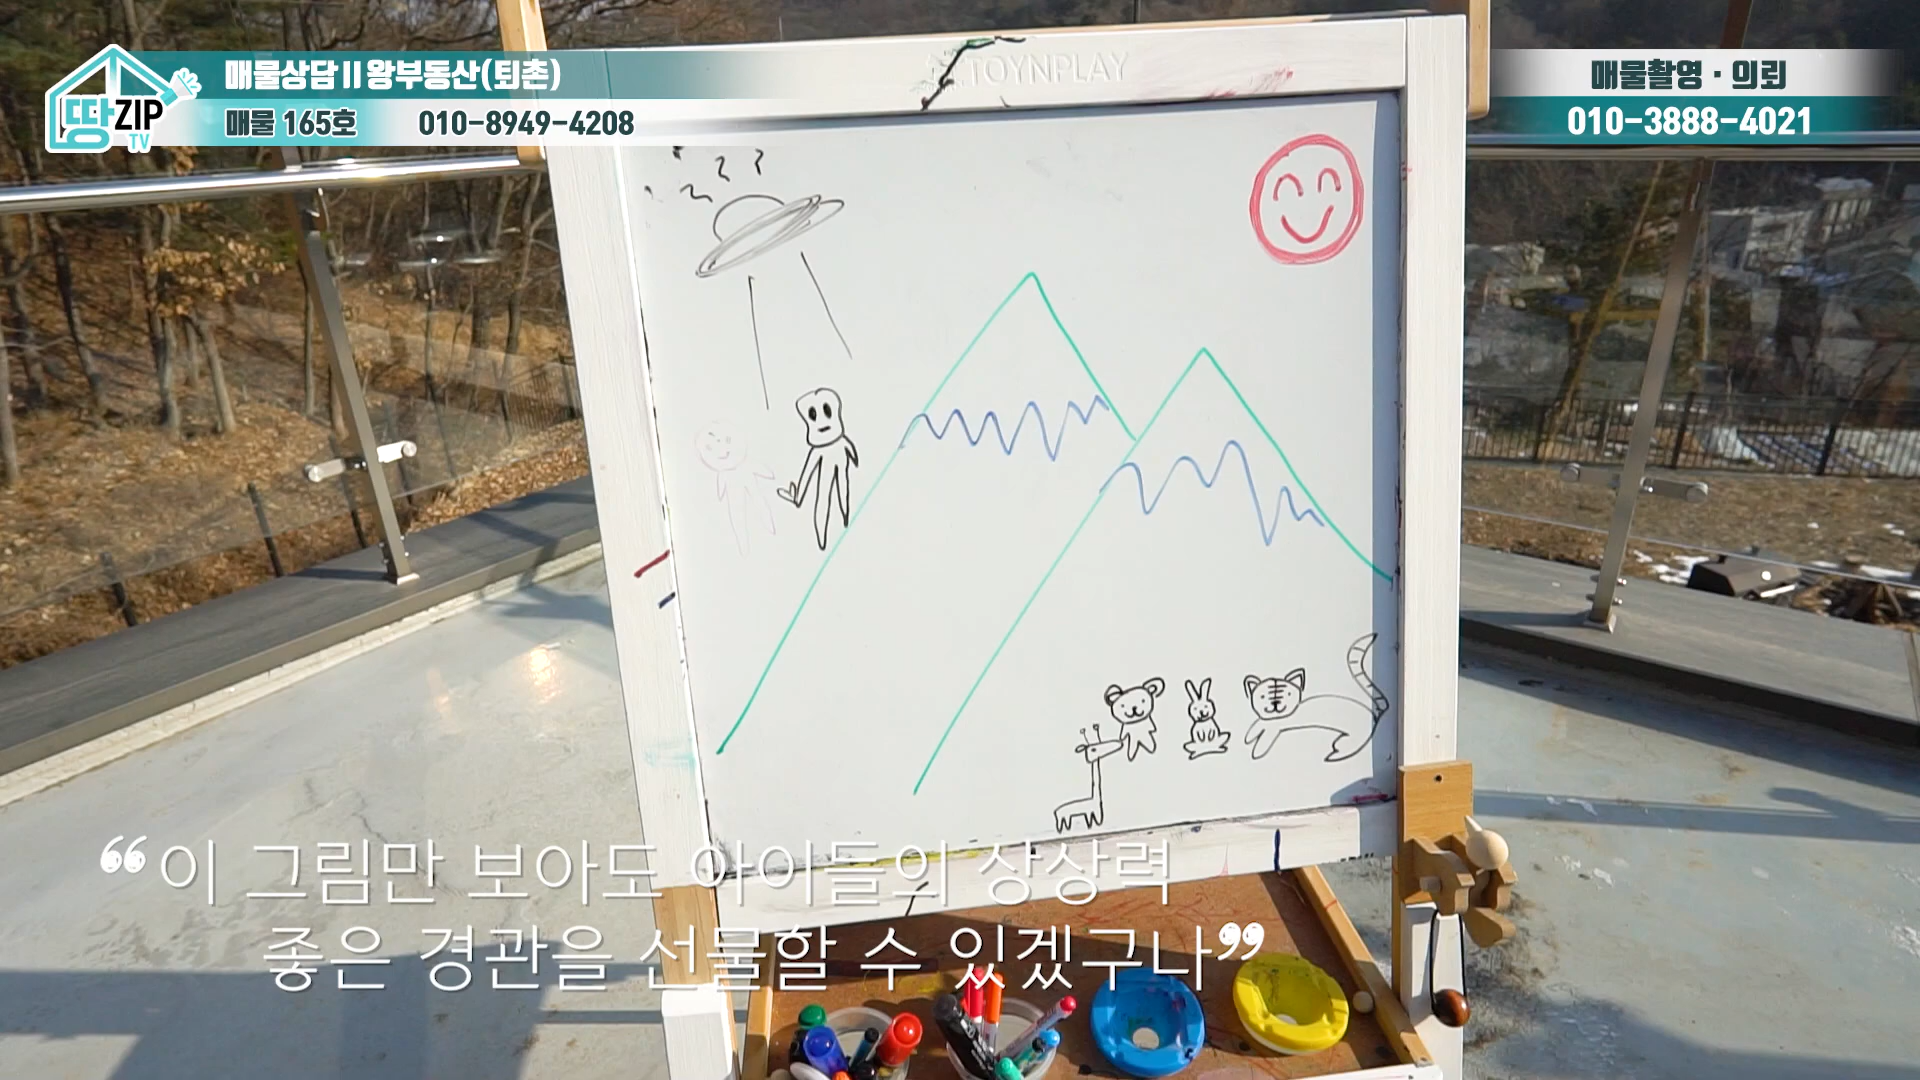 땅ZIP
TV
매물상담 || 왕부동산(퇴촌)
매물 165호 010-8949-4208
매물촬영 · 의뢰
010-3888-4021
TOYNPLAY
“이 그림만 보아도 아이들의 상상력
좋은 경관을 선물할 수 있겠구나”